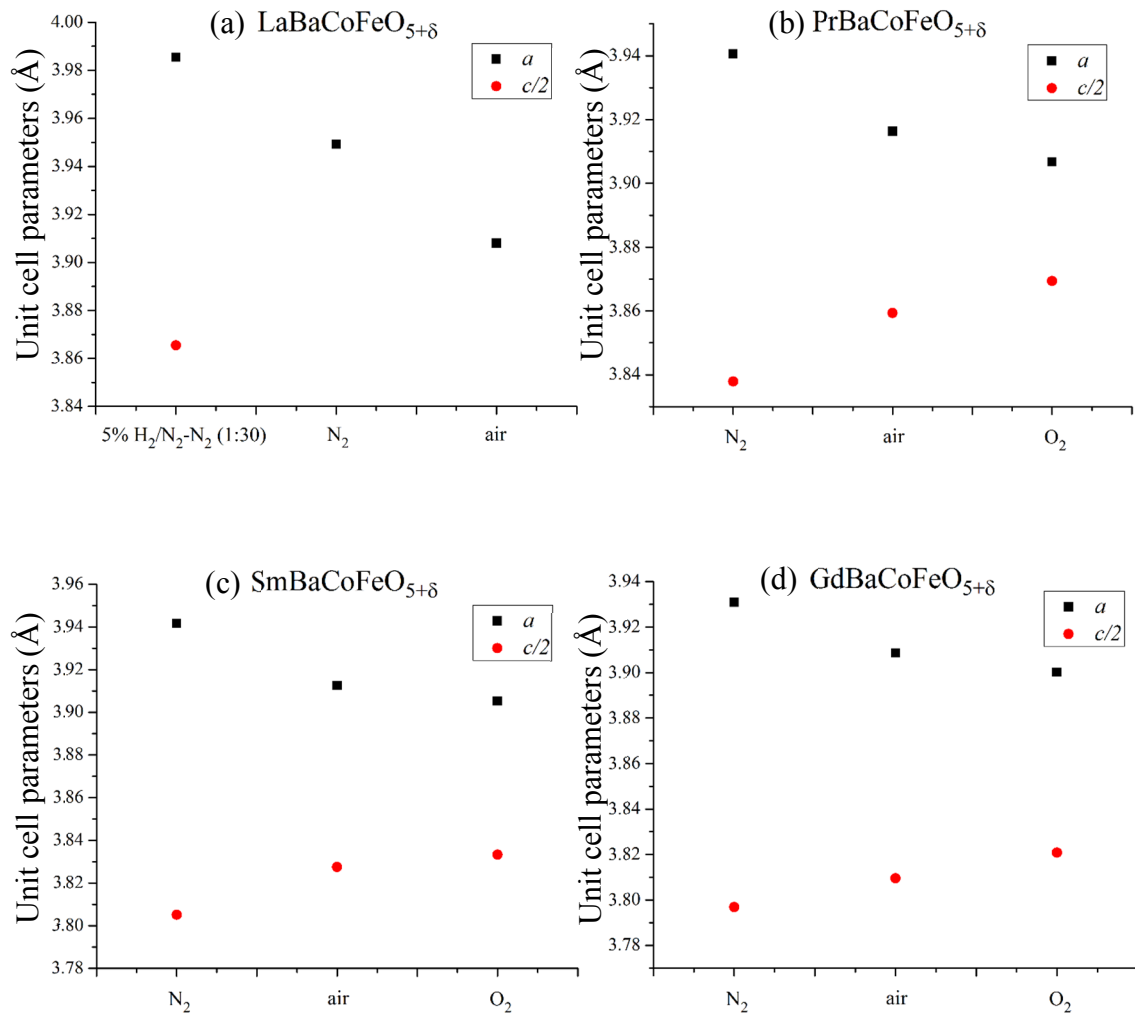 (a) LaBaCoFeO5+δ
Unit cell parameters (Å)
4.00
3.98
3.96
3.94
3.92
3.90
3.88
3.86
3.84
a
c/2
5% H2/N2-N2 (1:30)
N2
air
(b) PrBaCoFeO5+δ
Unit cell parameters (Å)
3.94
3.92
3.90
3.88
3.86
3.84
a
c/2
N2
air
O2
(c) SmBaCoFeO5+δ
Unit cell parameters (Å)
3.96
3.94
3.92
3.90
3.88
3.86
3.84
3.82
3.80
3.78
a
c/2
N2
air
O2
(d) GdBaCoFeO5+δ
Unit cell parameters (Å)
3.94
3.92
3.90
3.88
3.86
3.84
3.82
3.80
3.78
a
c/2
N2
air
O2